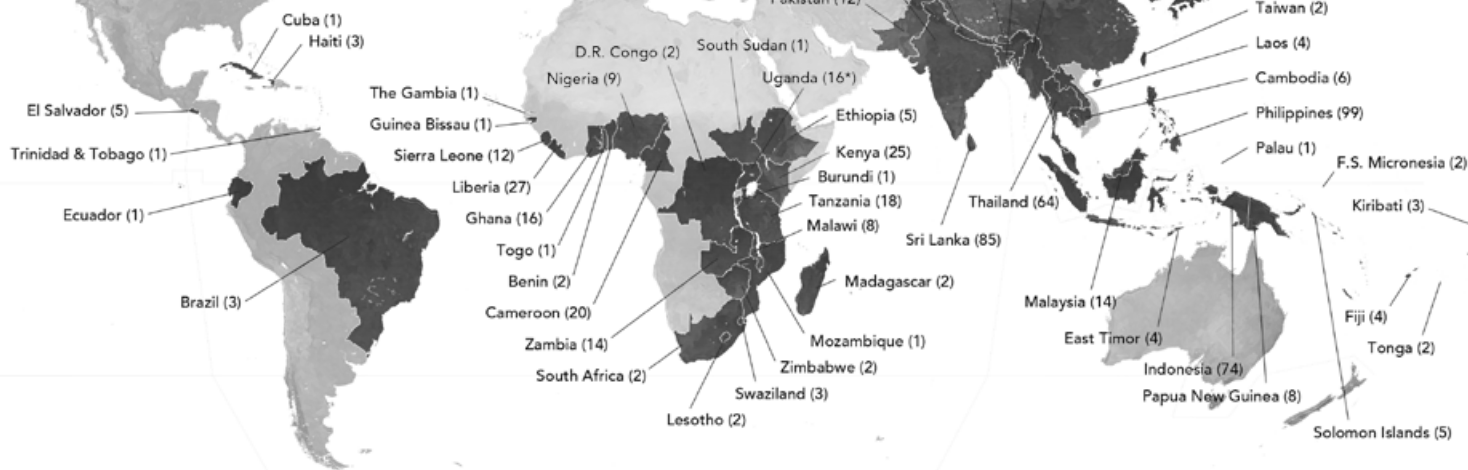 Pakistan (12)
Cuba (1)
Haiti (3)
El Salvador (5)
Trinidad & Tobago (1)
Ecuador (1)
Brazil (3)
D.R. Congo (2)
South Sudan (1)
Nigeria (9)
Uganda (16*)
The Gambia (1)
Guinea Bissau (1)
Sierra Leone (12)
Liberia (27)
Ghana (16)
Togo (1)
Benin (2)
Cameroon (20)
Zambia (14)
South Africa (2)
Lesotho (2)
Ethiopia (5)
Kenya (25)
Burundi (1)
Tanzania (18)
Malawi (8)
Madagascar (2)
Mozambique (1)
Zimbabwe (2)
Swaziland (3)
Sri Lanka (85)
Thailand (64)
Taiwan (2)
Laos (4)
Cambodia (6)
Philippines (99)
Palau (1)
F.S. Micronesia (2)
Kiribati (3)
Malaysia (14)
East Timor (4)
Indonesia (74)
Papua New Guinea (8)
Fiji (4)
Tonga (2)
Solomon Islands (5)